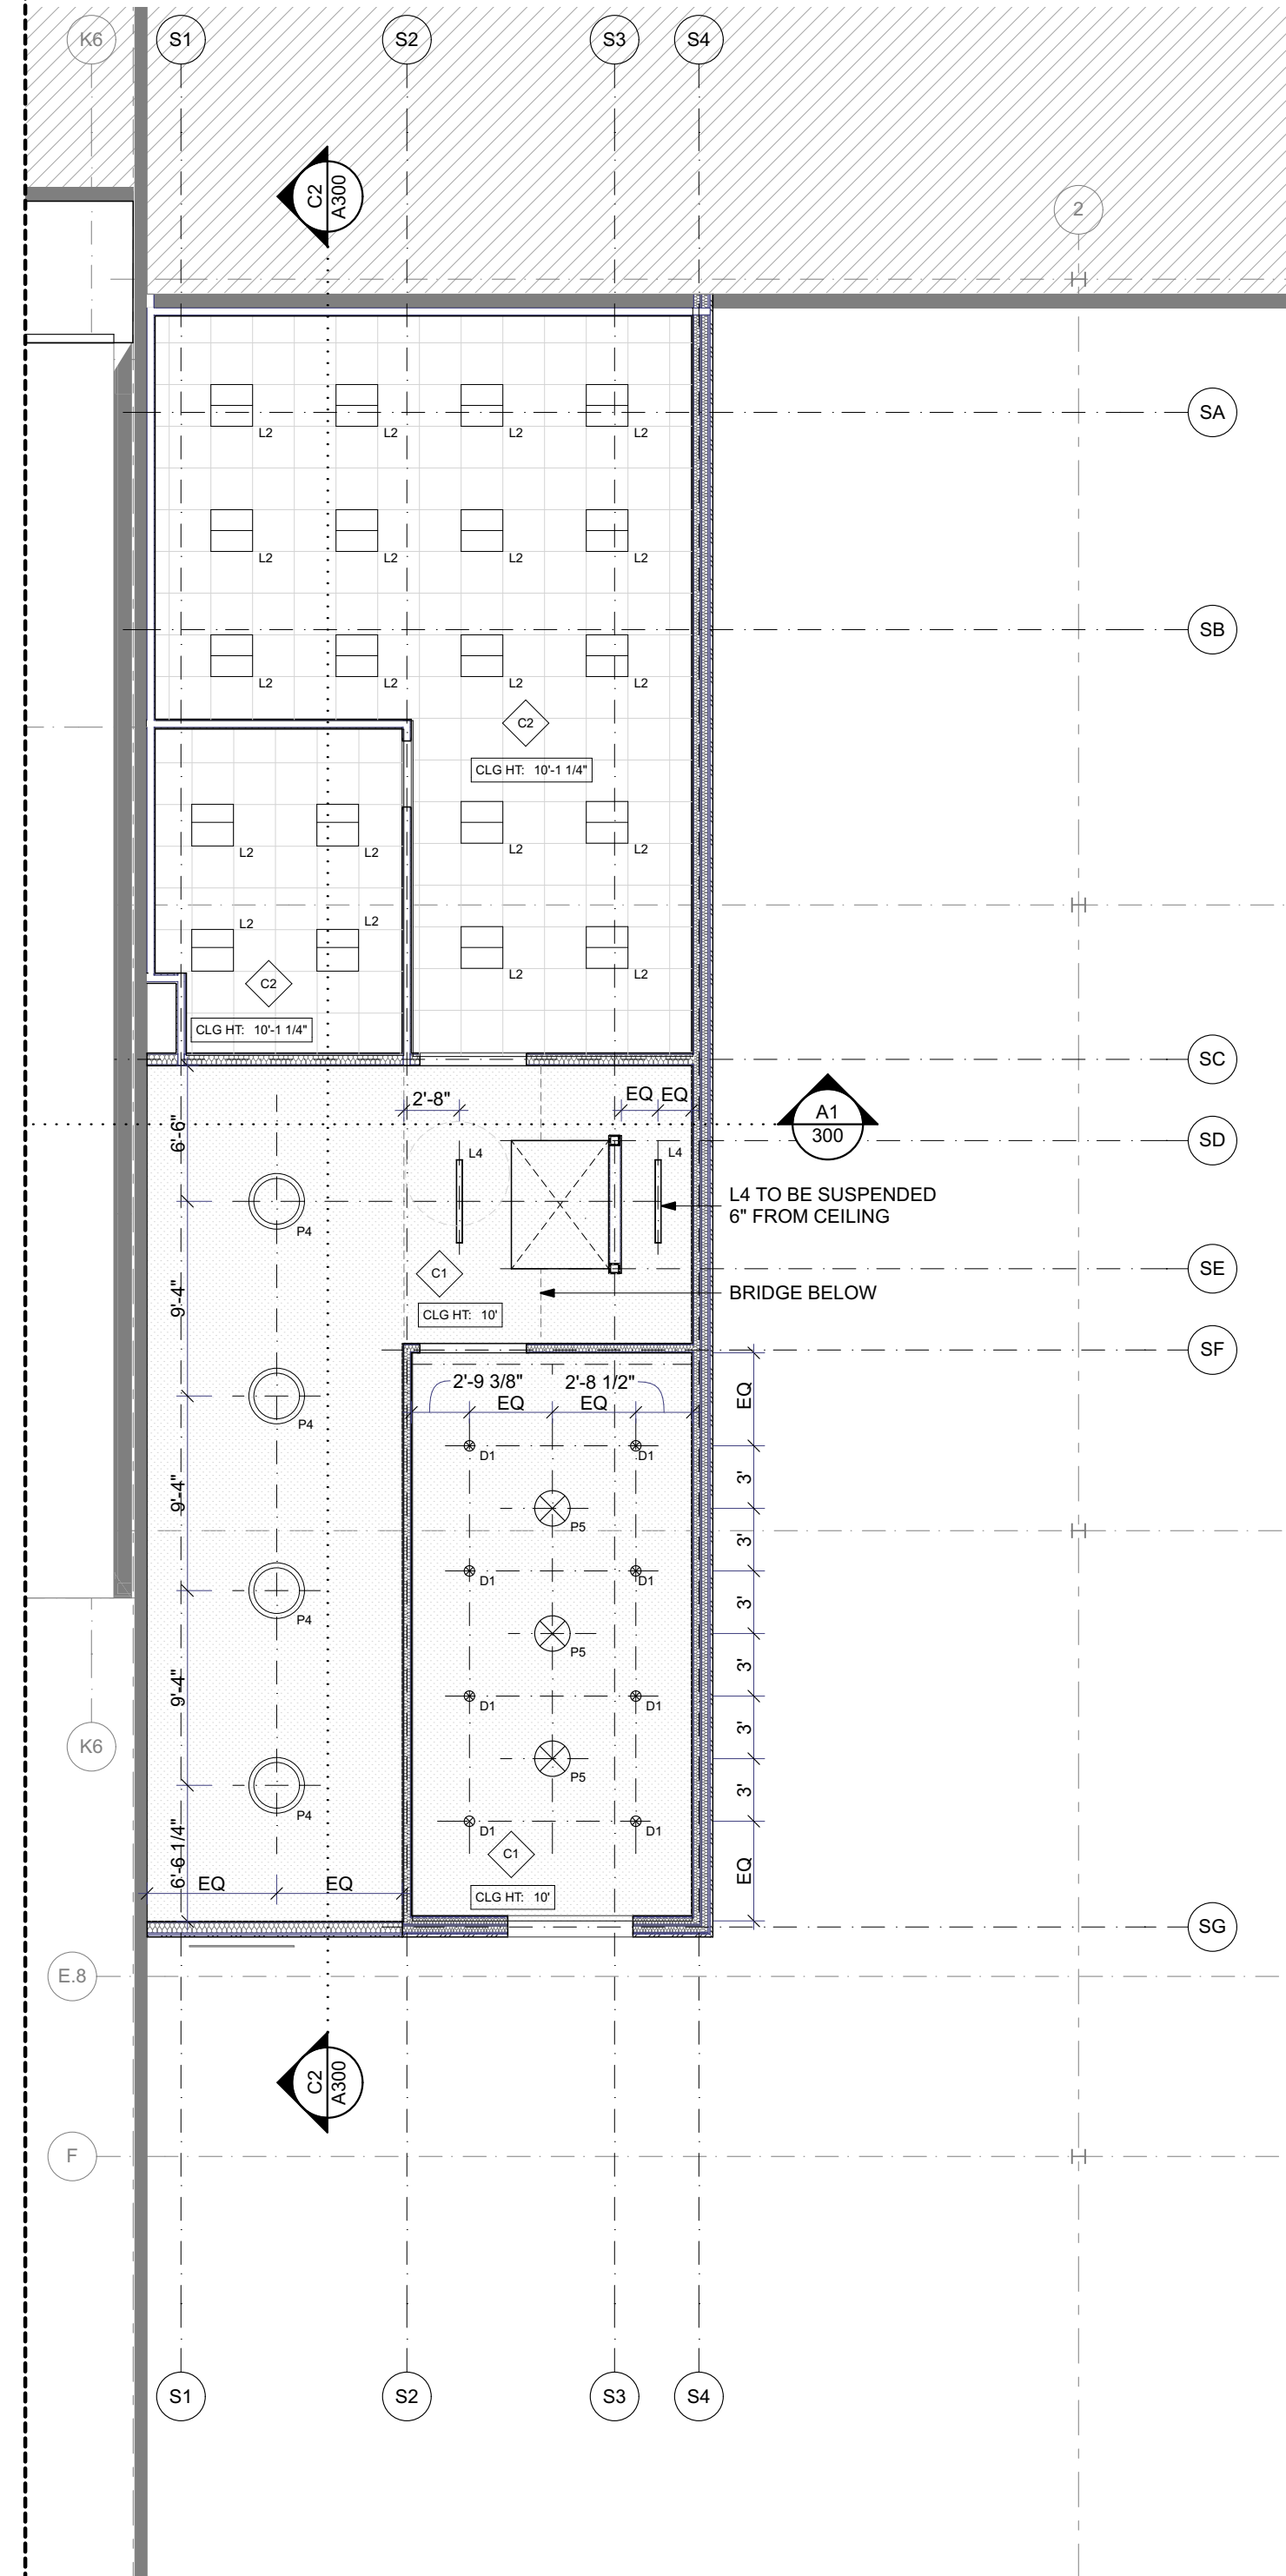 K6
S1
S2
S3
S4
C2
A300
2
L2
L2
L2
L2
SA
L2
L2
L2
L2
SB
L2
L2
L2
L2
C2
CLG HT: 10'-1 1/4"
L2
L2
L2
L2
L2
L2
L2
L2
C2
CLG HT: 10'-1 1/4"
SC
2'-8"
EQ
EQ
A1
300
6'-6"
SD
L4
L4
L4 TO BE SUSPENDED
6" FROM CEILING
P4
C1
SE
BRIDGE BELOW
9'-4"
CLG HT: 10'
SF
2'-9 3/8"
2'-8 1/2"
EQ
EQ
EQ
P4
D1
D1
3'
9'-4"
P5
3'
D1
D1
3'
P4
P5
3'
9'-4"
D1
D1
3'
K6
P5
3'
P4
D1
D1
6'-6 1/4"
C1
EQ
EQ
EQ
CLG HT: 10'
SG
E.8
C2
A300
F
S1
S2
S3
S4